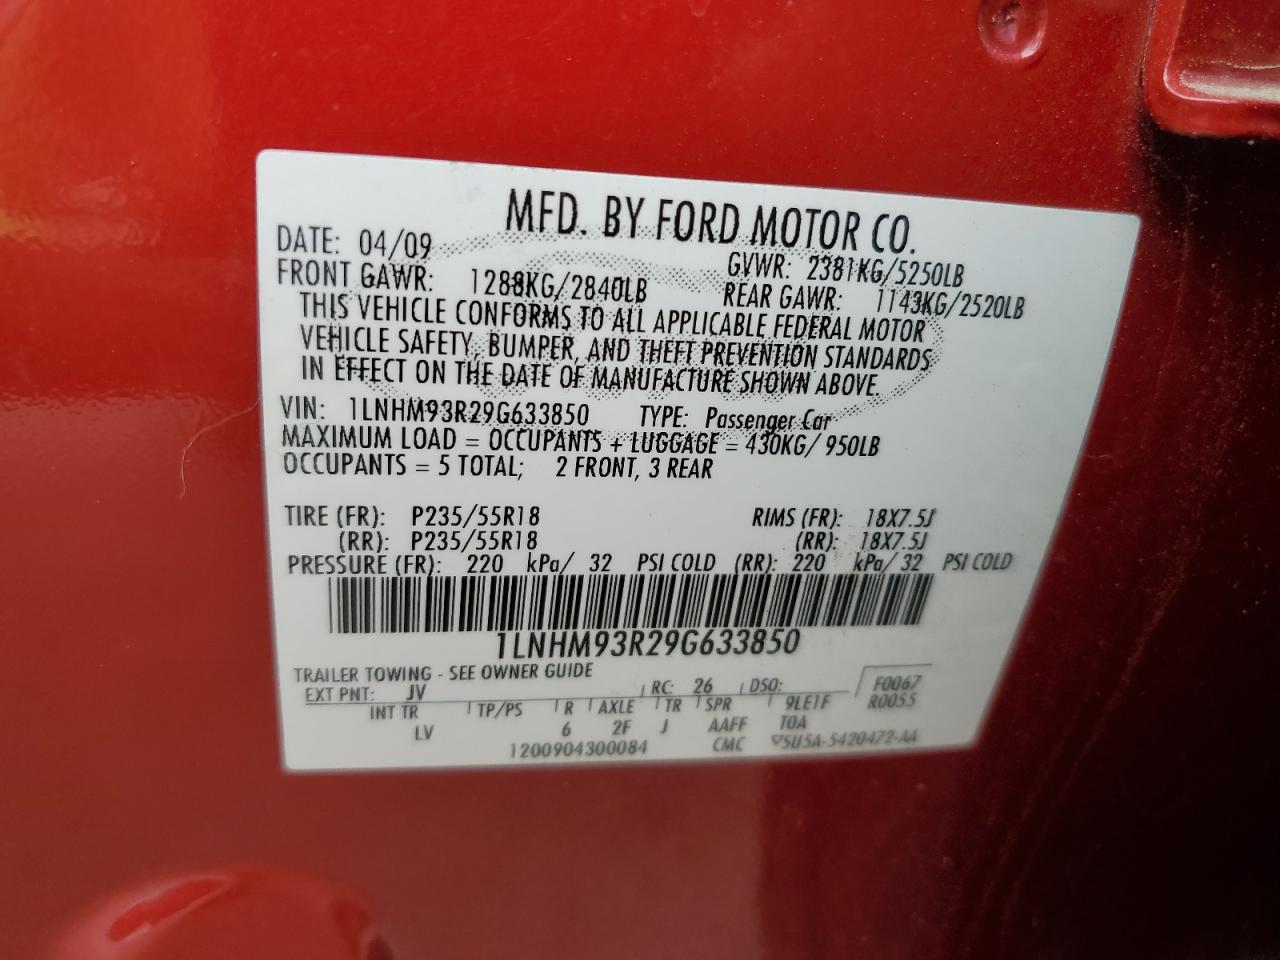 MFD. BY FORD MOTOR CO.
DATE: 04/09 GVWR: 2381KG/5250LB
FRONT GAWR: 1288KG/2840LB REAR GAWR: 1143KG/2520LB
THIS VEHICLE CONFORMS TO ALL APPLICABLE FEDERAL MOTOR
VEHICLE SAFETY, BUMPER, AND THEFT PREVENTION STANDARDS
IN EFFECT ON THE DATE OF MANUFACTURE SHOWN ABOVE.
VIN: 1LNHM93R29G633850 TYPE: Passenger Car
MAXIMUM LOAD = OCCUPANTS + LUGGAGE = 430KG/ 950LB
OCCUPANTS = 5 TOTAL; 2 FRONT, 3 REAR
TIRE (FR): P235/55R18 RIMS (FR): 18X7.5J
(RR): P235/55R18 (RR): 18X7.5J
PRESSURE (FR): 220 kPa/ 32 PSI COLD (RR): 220 kPa/ 32 PSI COLD
1LNHM93R29G633850
TRAILER TOWING - SEE OWNER GUIDE
EXT PNT: JV RC: 26 DSO: F0067
INT TR TP/PS R AXLE TR SPR 9LE1F R0055
LV 6 2F J AAFF TOA
1200904300084 CMC 5U5A-5420472-AA